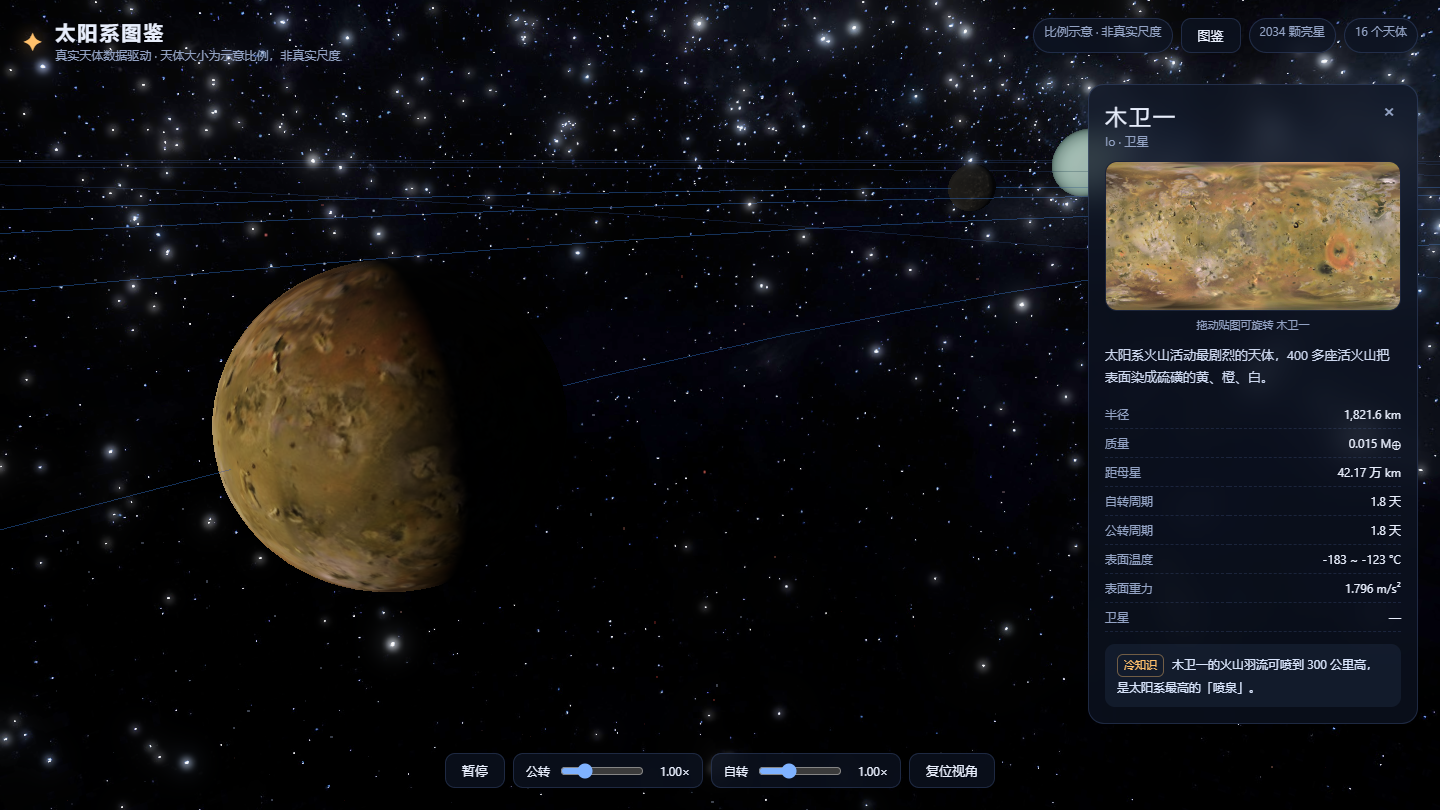 太阳系图鉴
真实天体数据驱动 · 天体大小为示意比例，非真实尺度
比例示意 · 非真实尺度
图鉴
2034 颗亮星
16 个天体
木卫一
×
Io · 卫星
拖动贴图可旋转 木卫一
太阳系火山活动最剧烈的天体，400 多座活火山把
表面染成硫磺的黄、橙、白。
半径 1,821.6 km
质量 0.015 M⊕
距母星 42.17 万 km
自转周期 1.8 天
公转周期 1.8 天
表面温度 -183 ~ -123 °C
表面重力 1.796 m/s²
卫星 —
冷知识 木卫一的火山羽流可喷到 300 公里高，
是太阳系最高的「喷泉」。
暂停
公转 1.00×
自转 1.00×
复位视角